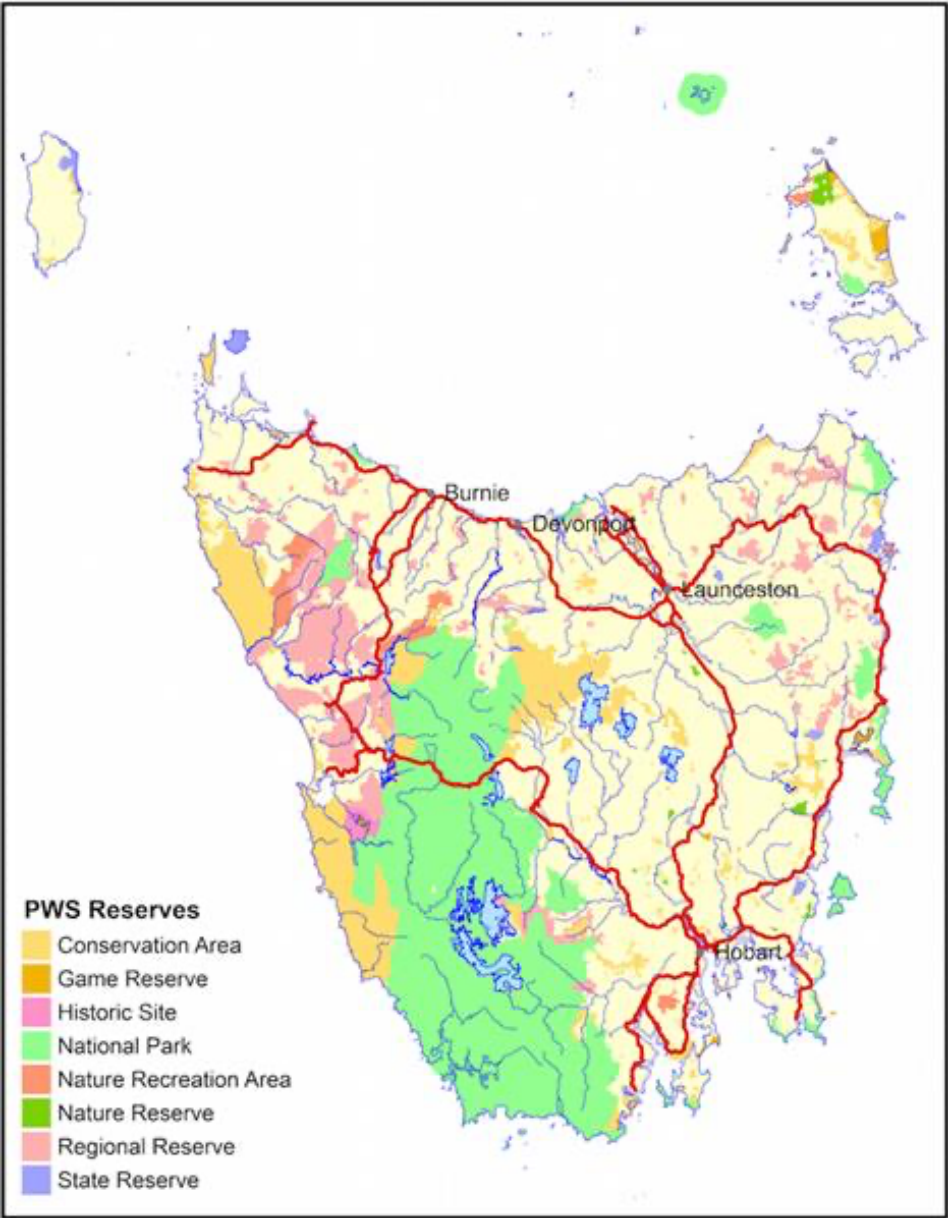 Burnie
Devonport
Launceston
Hobart
PWS Reserves
Conservation Area
Game Reserve
Historic Site
National Park
Nature Recreation Area
Nature Reserve
Regional Reserve
State Reserve